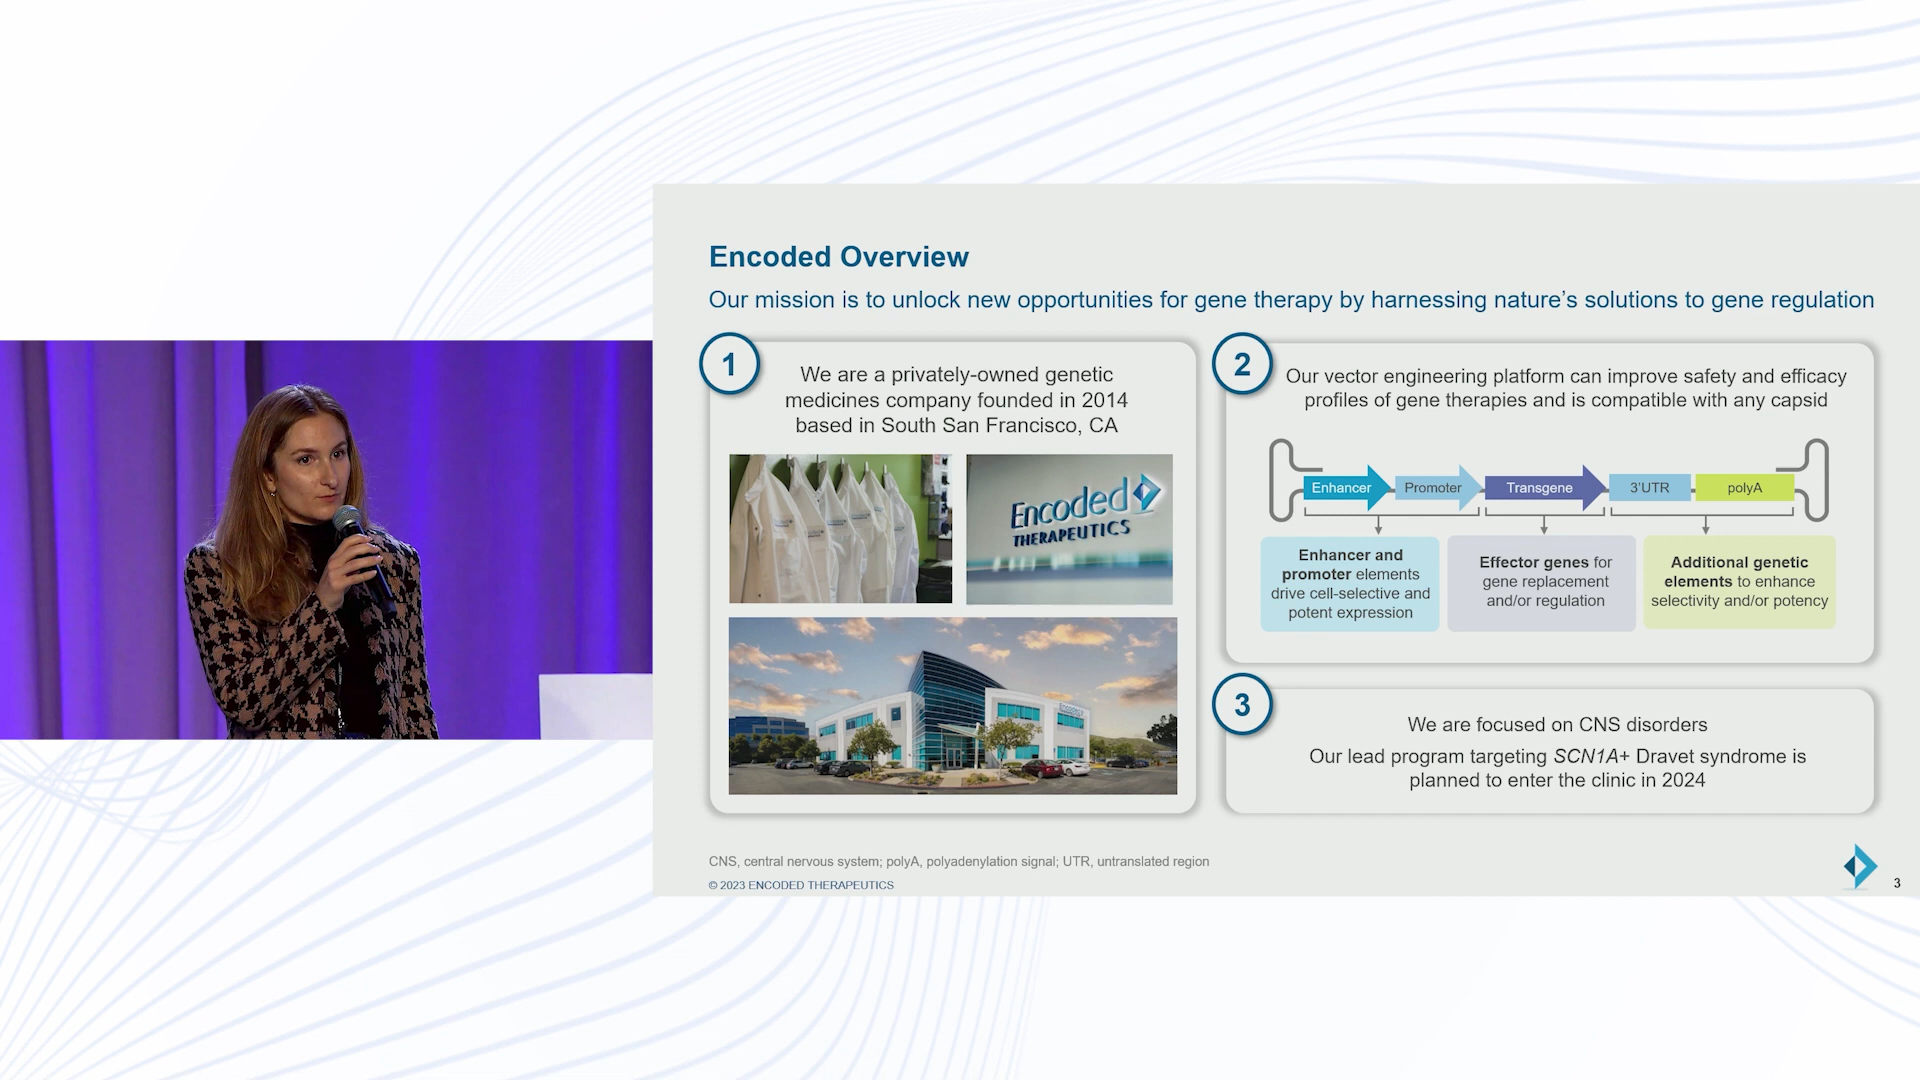 Encoded Overview
Our mission is to unlock new opportunities for gene therapy by harnessing nature's solutions to gene regulation
1
We are a privately-owned genetic
medicines company founded in 2014
based in South San Francisco, CA
Encoded
THERAPEUTICS
2
Our vector engineering platform can improve safety and efficacy
profiles of gene therapies and is compatible with any capsid
Enhancer
Promoter
Transgene
3'UTR
polyA
Enhancer and
promoter elements
drive cell-selective and
potent expression
Effector genes for
gene replacement
and/or regulation
Additional genetic
elements to enhance
selectivity and/or potency
3
We are focused on CNS disorders
Our lead program targeting SCN1A+ Dravet syndrome is
planned to enter the clinic in 2024
CNS, central nervous system; polyA, polyadenylation signal; UTR, untranslated region
© 2023 ENCODED THERAPEUTICS
3